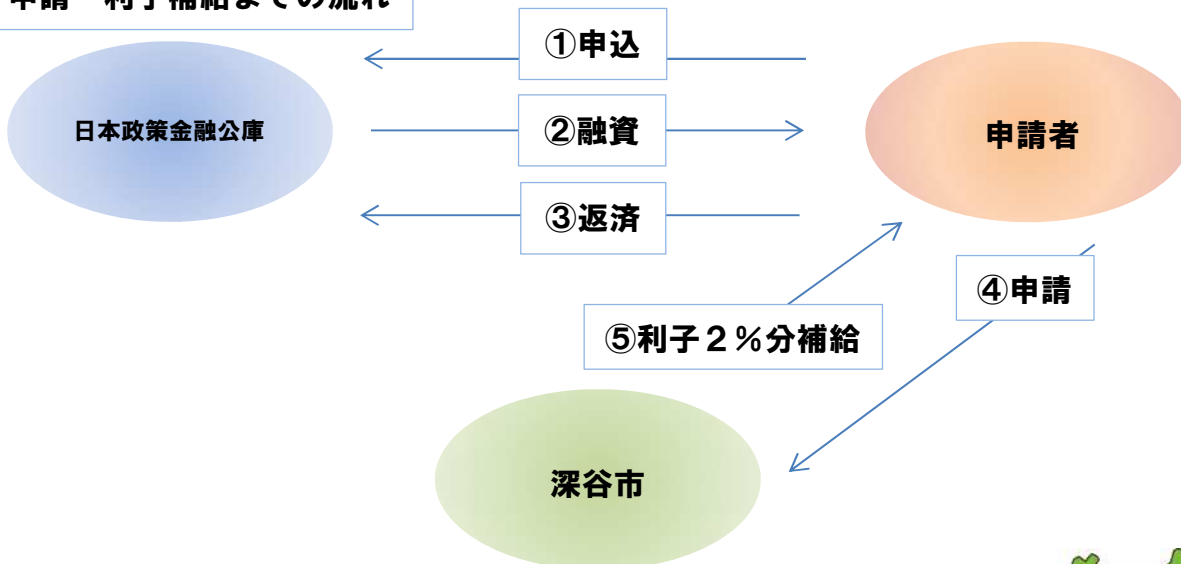 申請 利子補給までの流れ
①申込
日本政策金融公庫
②融資
申請者
③返済
④申請
⑤利子２％分補給
深谷市